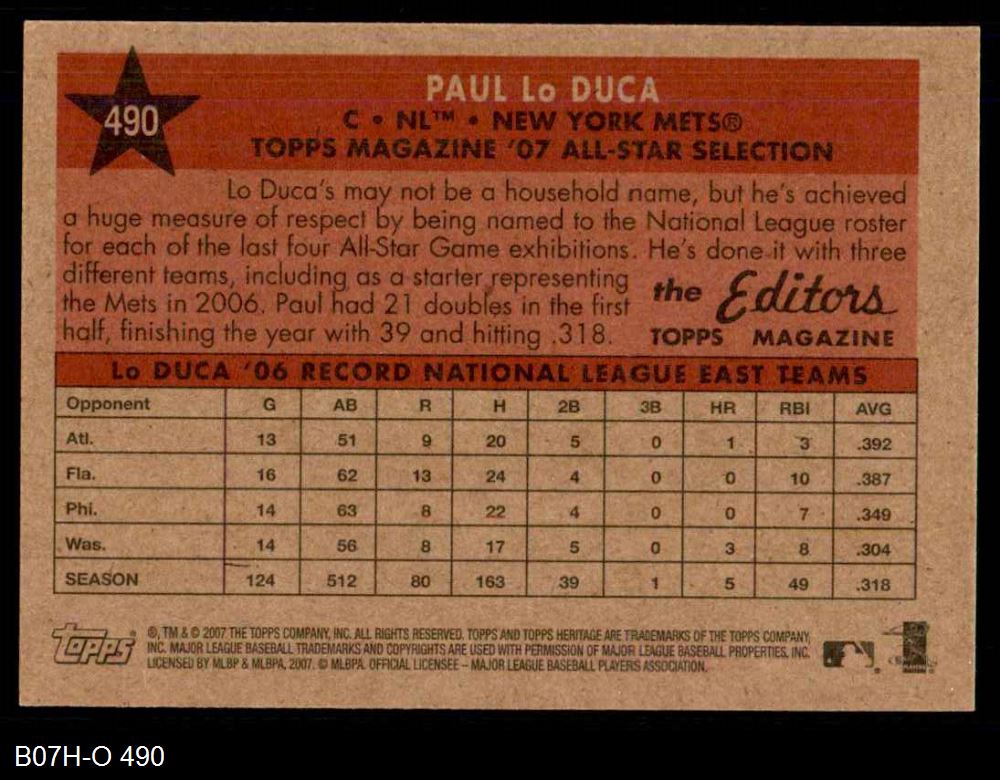 490
PAUL Lo DUCA
C • NL™ • NEW YORK METS®
TOPPS MAGAZINE '07 ALL-STAR SELECTION
Lo Duca's may not be a household name, but he's achieved
a huge measure of respect by being named to the National League roster
for each of the last four All-Star Game exhibitions. He's done it with three
different teams, including as a starter representing
the Mets in 2006. Paul had 21 doubles in the first
half, finishing the year with 39 and hitting .318.
the Editors
TOPPS MAGAZINE
Lo DUCA '06 RECORD NATIONAL LEAGUE EAST TEAMS
Opponent G AB R H 2B 3B HR RBI AVG
Atl. 13 51 9 20 5 0 1 3 .392
Fla. 16 62 13 24 4 0 0 10 .387
Phi. 14 63 8 22 4 0 0 7 .349
Was. 14 56 8 17 5 0 3 8 .304
SEASON 124 512 80 163 39 1 5 49 .318
topps®
®, TM & © 2007 THE TOPPS COMPANY, INC. ALL RIGHTS RESERVED. TOPPS AND TOPPS HERITAGE ARE TRADEMARKS OF THE TOPPS COMPANY,
INC. MAJOR LEAGUE BASEBALL TRADEMARKS AND COPYRIGHTS ARE USED WITH PERMISSION OF MAJOR LEAGUE BASEBALL PROPERTIES, INC.
LICENSED BY MLBP & MLBPA, 2007. © MLBPA. OFFICIAL LICENSEE – MAJOR LEAGUE BASEBALL PLAYERS ASSOCIATION.
B07H-O 490